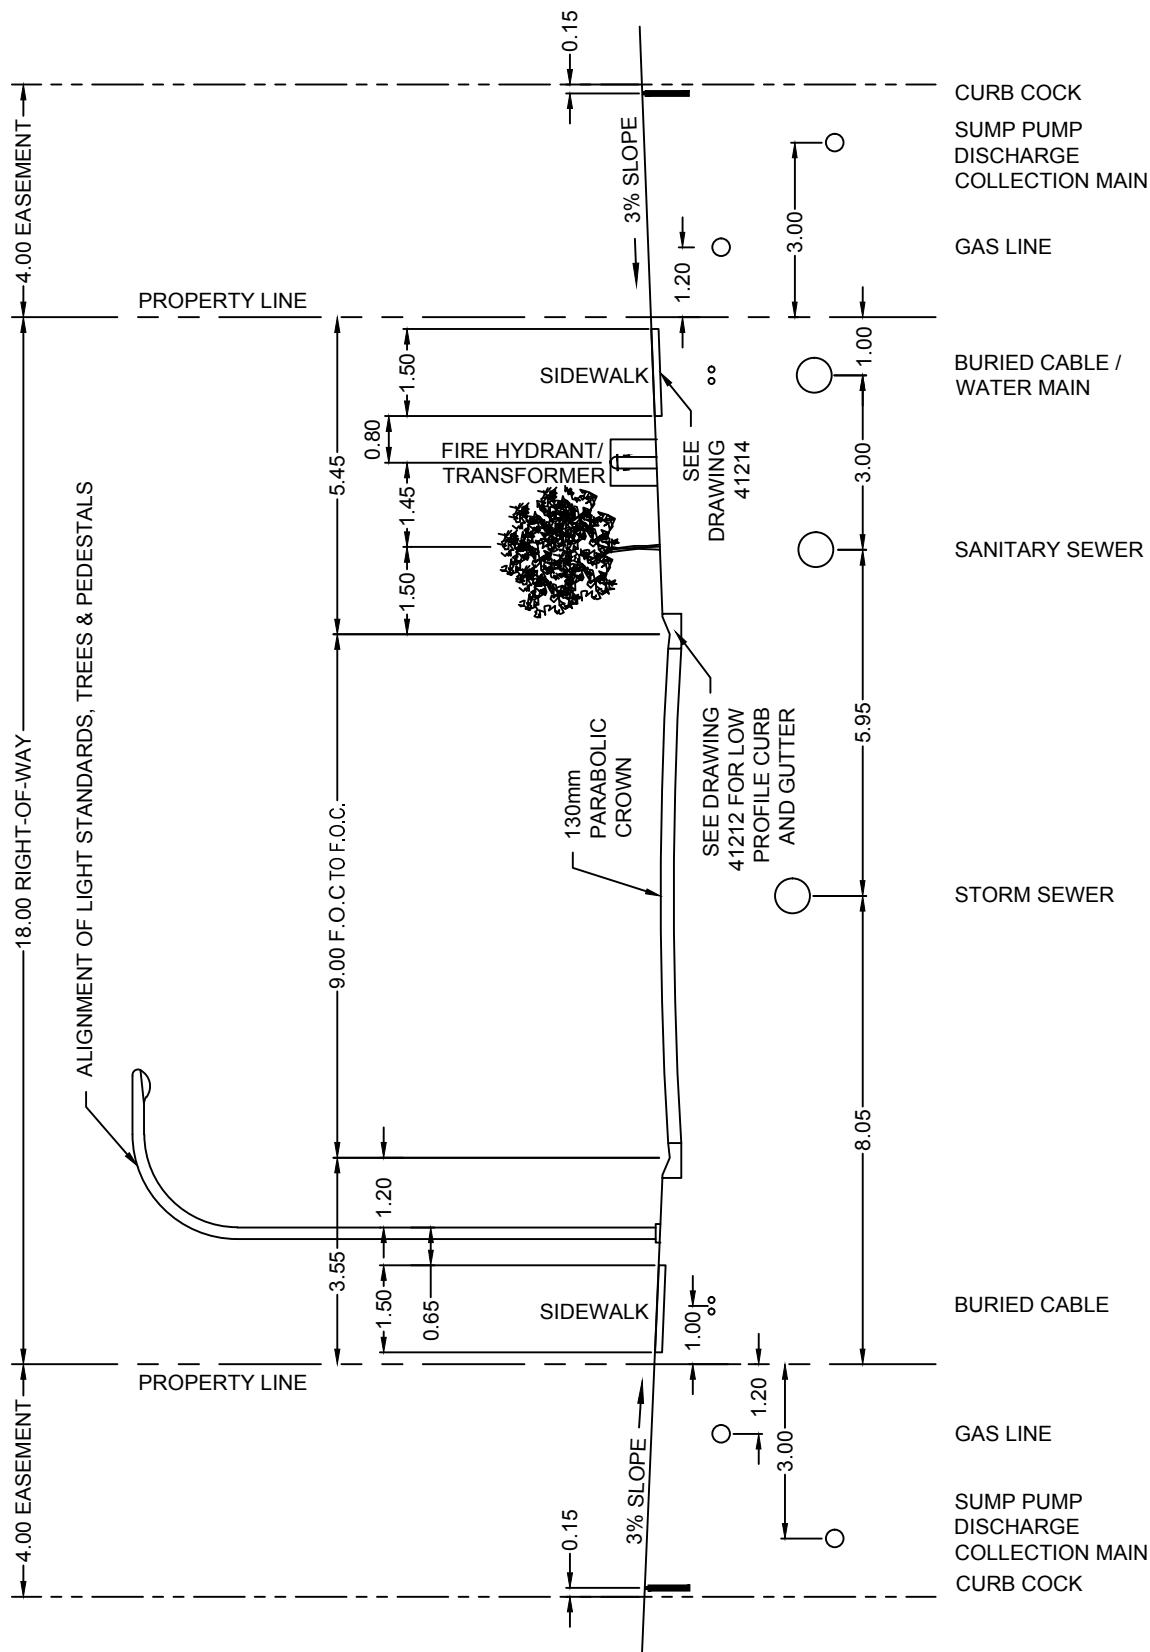 0.15
CURB COCK
4.00 EASEMENT
3% SLOPE
SUMP PUMP
DISCHARGE
COLLECTION MAIN
3.00
GAS LINE
1.20
PROPERTY LINE
1.00
1.50
SIDEWALK
BURIED CABLE /
WATER MAIN
0.80
5.45
FIRE HYDRANT/
TRANSFORMER
SEE
DRAWING
41214
3.00
1.45
ALIGNMENT OF LIGHT STANDARDS, TREES & PEDESTALS
SANITARY SEWER
1.50
18.00 RIGHT-OF-WAY
9.00 F.O.C TO F.O.C.
130mm
PARABOLIC
CROWN
SEE DRAWING
41212 FOR LOW
PROFILE CURB
AND GUTTER
5.95
STORM SEWER
8.05
1.20
3.55
1.50
0.65
SIDEWALK
1.00
BURIED CABLE
PROPERTY LINE
1.20
4.00 EASEMENT
3% SLOPE
3.00
GAS LINE
0.15
SUMP PUMP
DISCHARGE
COLLECTION MAIN
CURB COCK